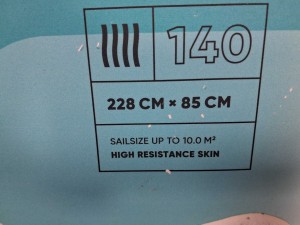 140
228 CM × 85 CM
SAILSIZE UP TO 10.0 M²
HIGH RESISTANCE SKIN